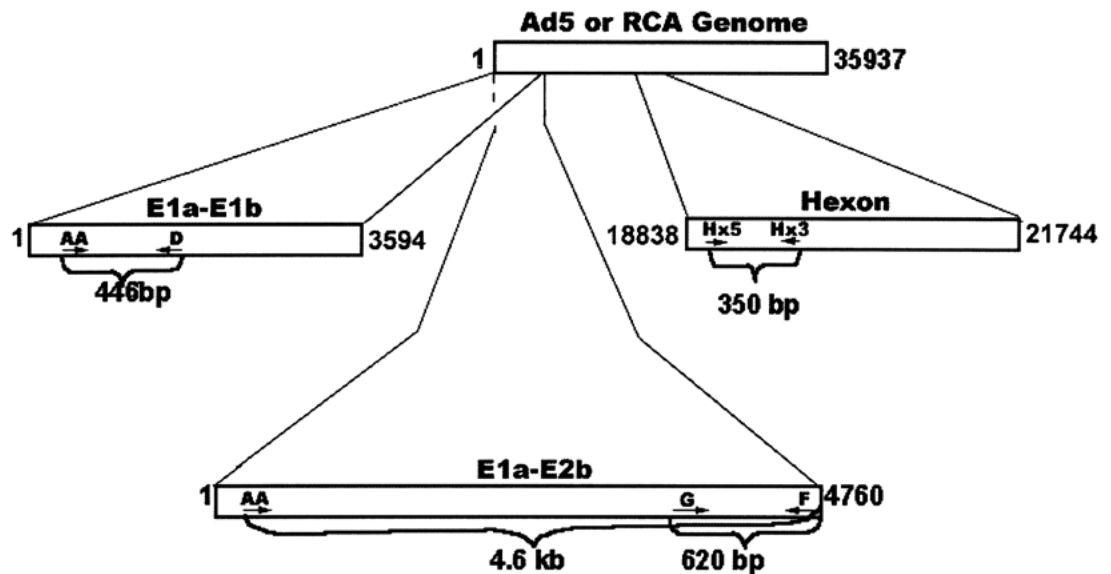 Ad5 or RCA Genome
1 35937
E1a-E1b
1 AA D 3594
446bp
Hexon
18838 Hx5 Hx3 21744
350 bp
E1a-E2b
1 AA G F 4760
4.6 kb 620 bp